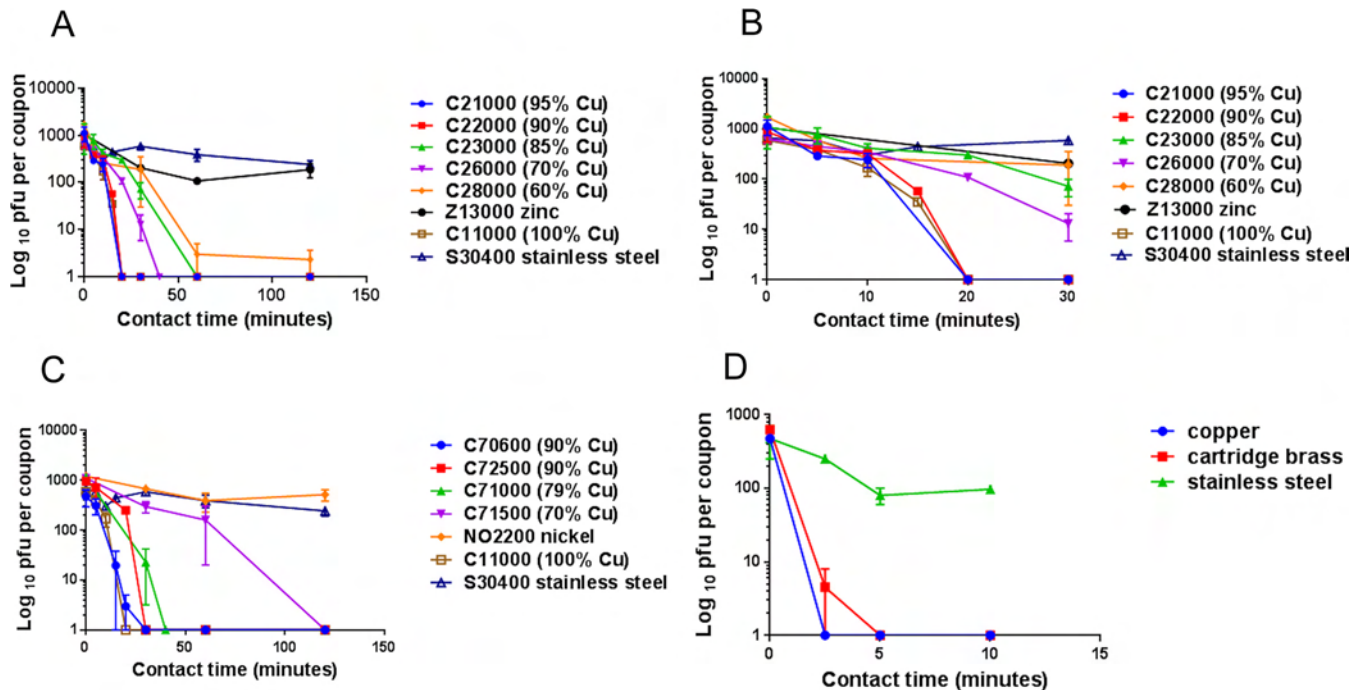 A
Log 10 pfu per coupon
10000
1000
100
10
1
0
50
100
150
Contact time (minutes)
C21000 (95% Cu)
C22000 (90% Cu)
C23000 (85% Cu)
C26000 (70% Cu)
C28000 (60% Cu)
Z13000 zinc
C11000 (100% Cu)
S30400 stainless steel
B
Log 10 pfu per coupon
10000
1000
100
10
1
0
10
20
30
Contact time (minutes)
C21000 (95% Cu)
C22000 (90% Cu)
C23000 (85% Cu)
C26000 (70% Cu)
C28000 (60% Cu)
Z13000 zinc
C11000 (100% Cu)
S30400 stainless steel
C
Log 10 pfu per coupon
10000
1000
100
10
1
0
50
100
150
Contact time (minutes)
C70600 (90% Cu)
C72500 (90% Cu)
C71000 (79% Cu)
C71500 (70% Cu)
NO2200 nickel
C11000 (100% Cu)
S30400 stainless steel
D
Log 10 pfu per coupon
1000
100
10
1
0
5
10
15
Contact time (minutes)
copper
cartridge brass
stainless steel